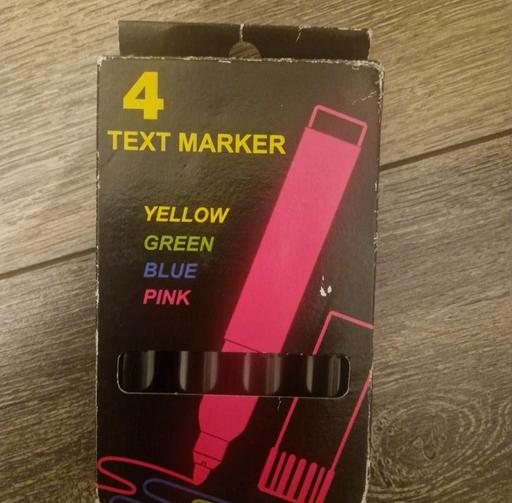 4
TEXT MARKER
YELLOW
GREEN
BLUE
PINK